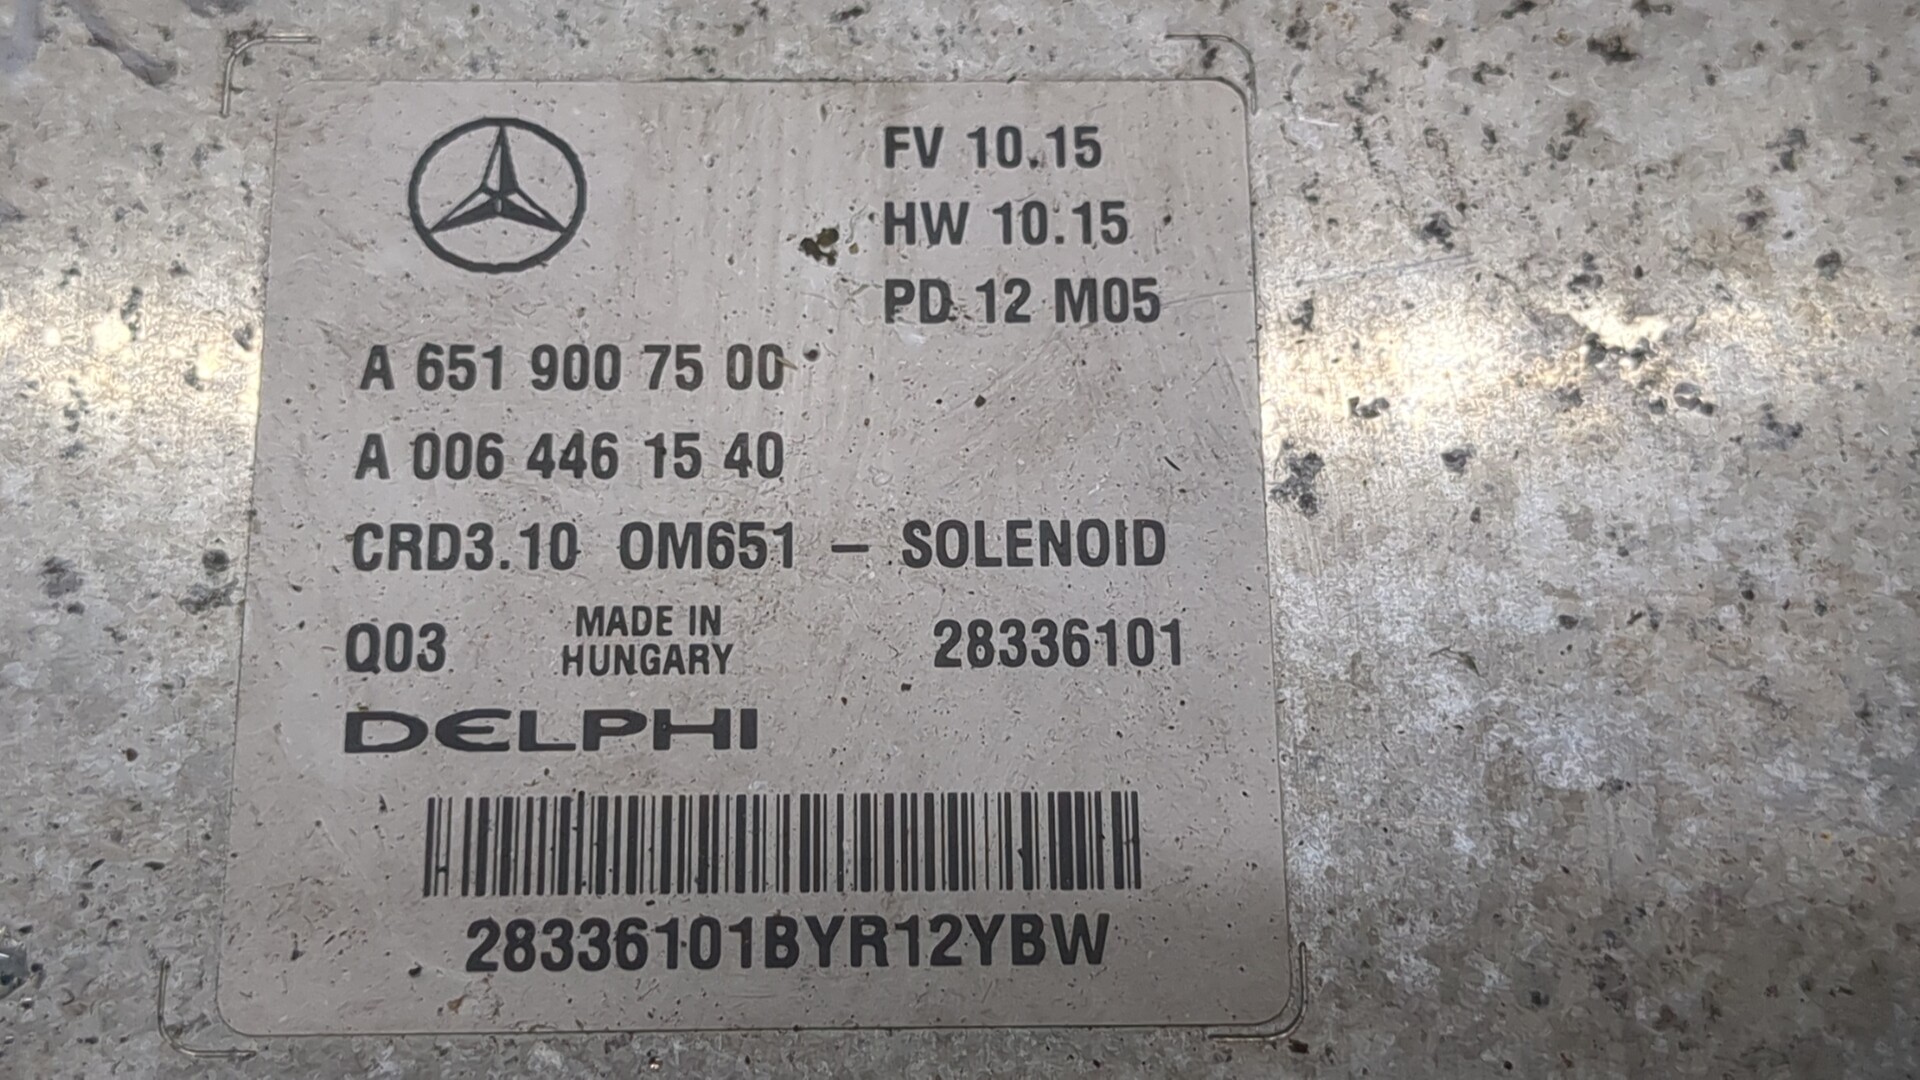 FV 10.15
HW 10.15
PD 12 M05
A 651 900 75 00
A 006 446 15 40
CRD3.10 OM651 – SOLENOID
Q03 MADE IN HUNGARY 28336101
DELPHI
28336101BYR12YBW